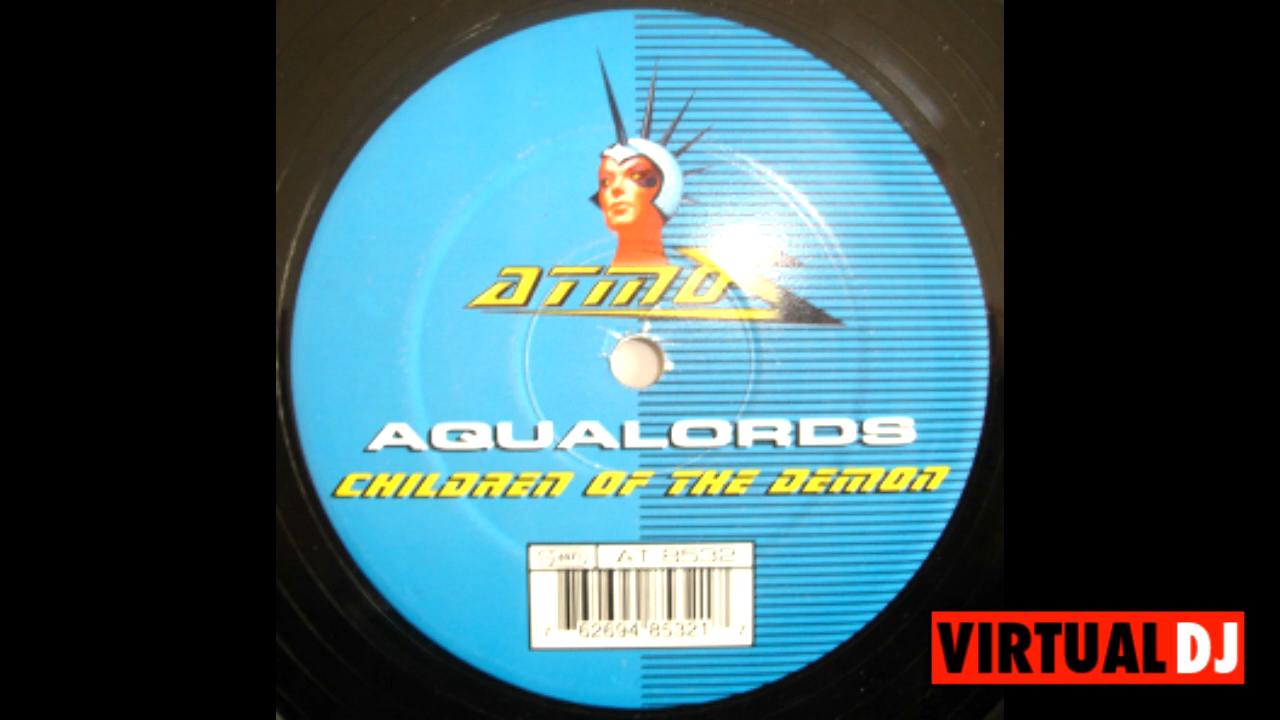 ATMO
AQUALORDS
CHILDREN OF THE DEMON
AT 8532
7 62694 85321 7
VIRTUAL DJ